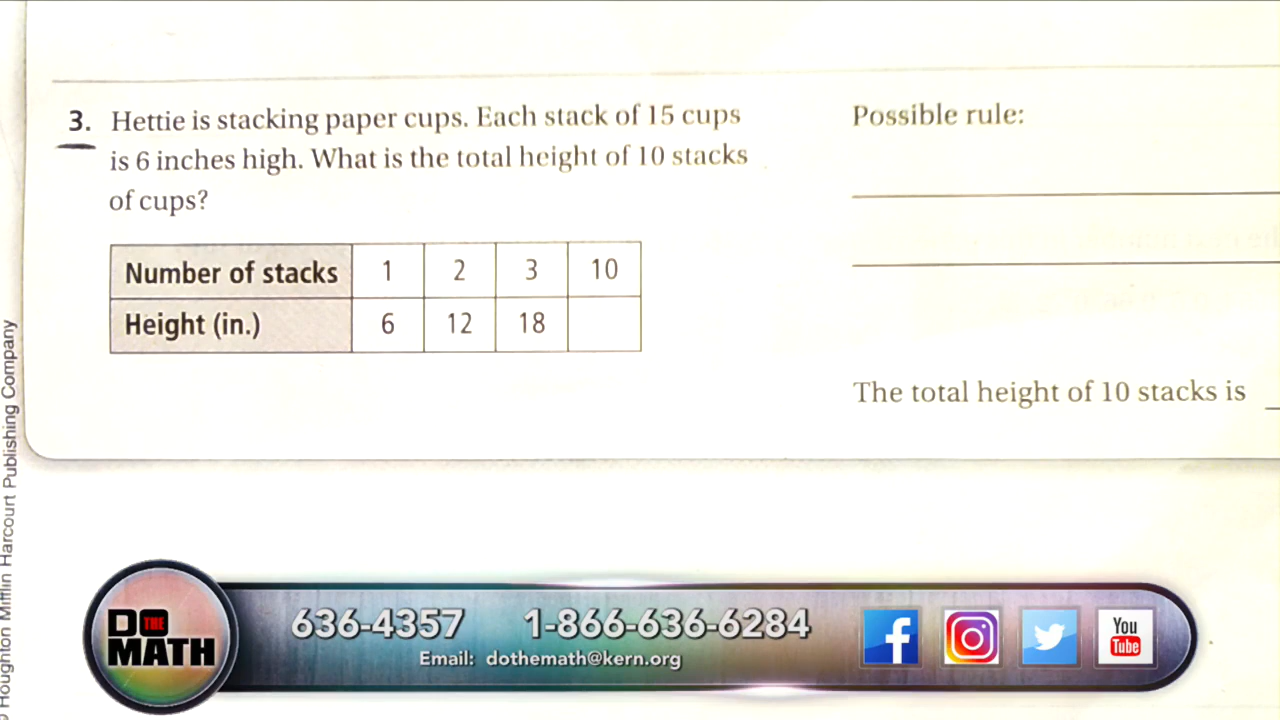 3. Hettie is stacking paper cups. Each stack of 15 cups
is 6 inches high. What is the total height of 10 stacks
of cups?
Number of stacks 1 2 3 10
Height (in.) 6 12 18
Possible rule:
The total height of 10 stacks is
Houghton Mifflin Harcourt Publishing Company
DO THE MATH
636-4357 1-866-636-6284
Email: dothemath@kern.org
You
Tube